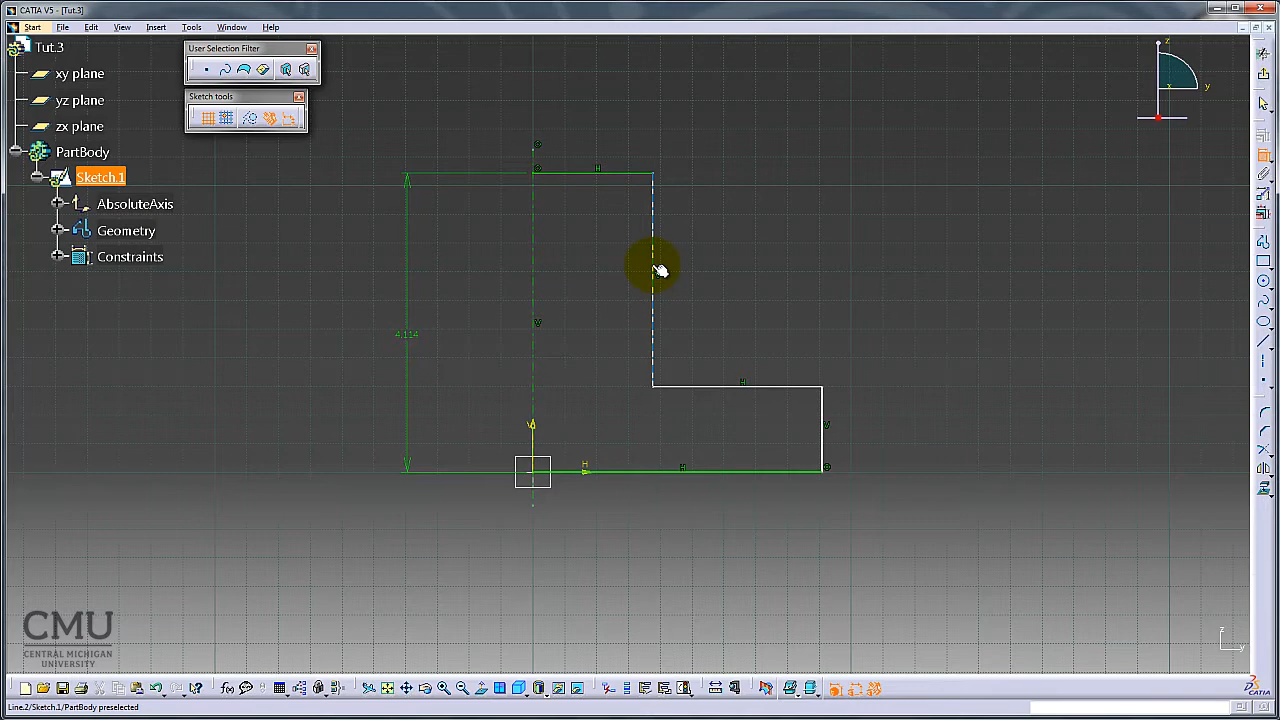 CATIA V5 - [Tut.3]
Start File Edit View Insert Tools Window Help
Tut.3
User Selection Filter
xy plane
yz plane
Sketch tools
zx plane
PartBody
Sketch.1
AbsoluteAxis
Geometry
Constraints
z
x
y
H
V
4.114
H
V
V
H
H
CMU
CENTRAL MICHIGAN
UNIVERSITY
z
y
f(x)
CATIA
Line.2/Sketch.1/PartBody preselected